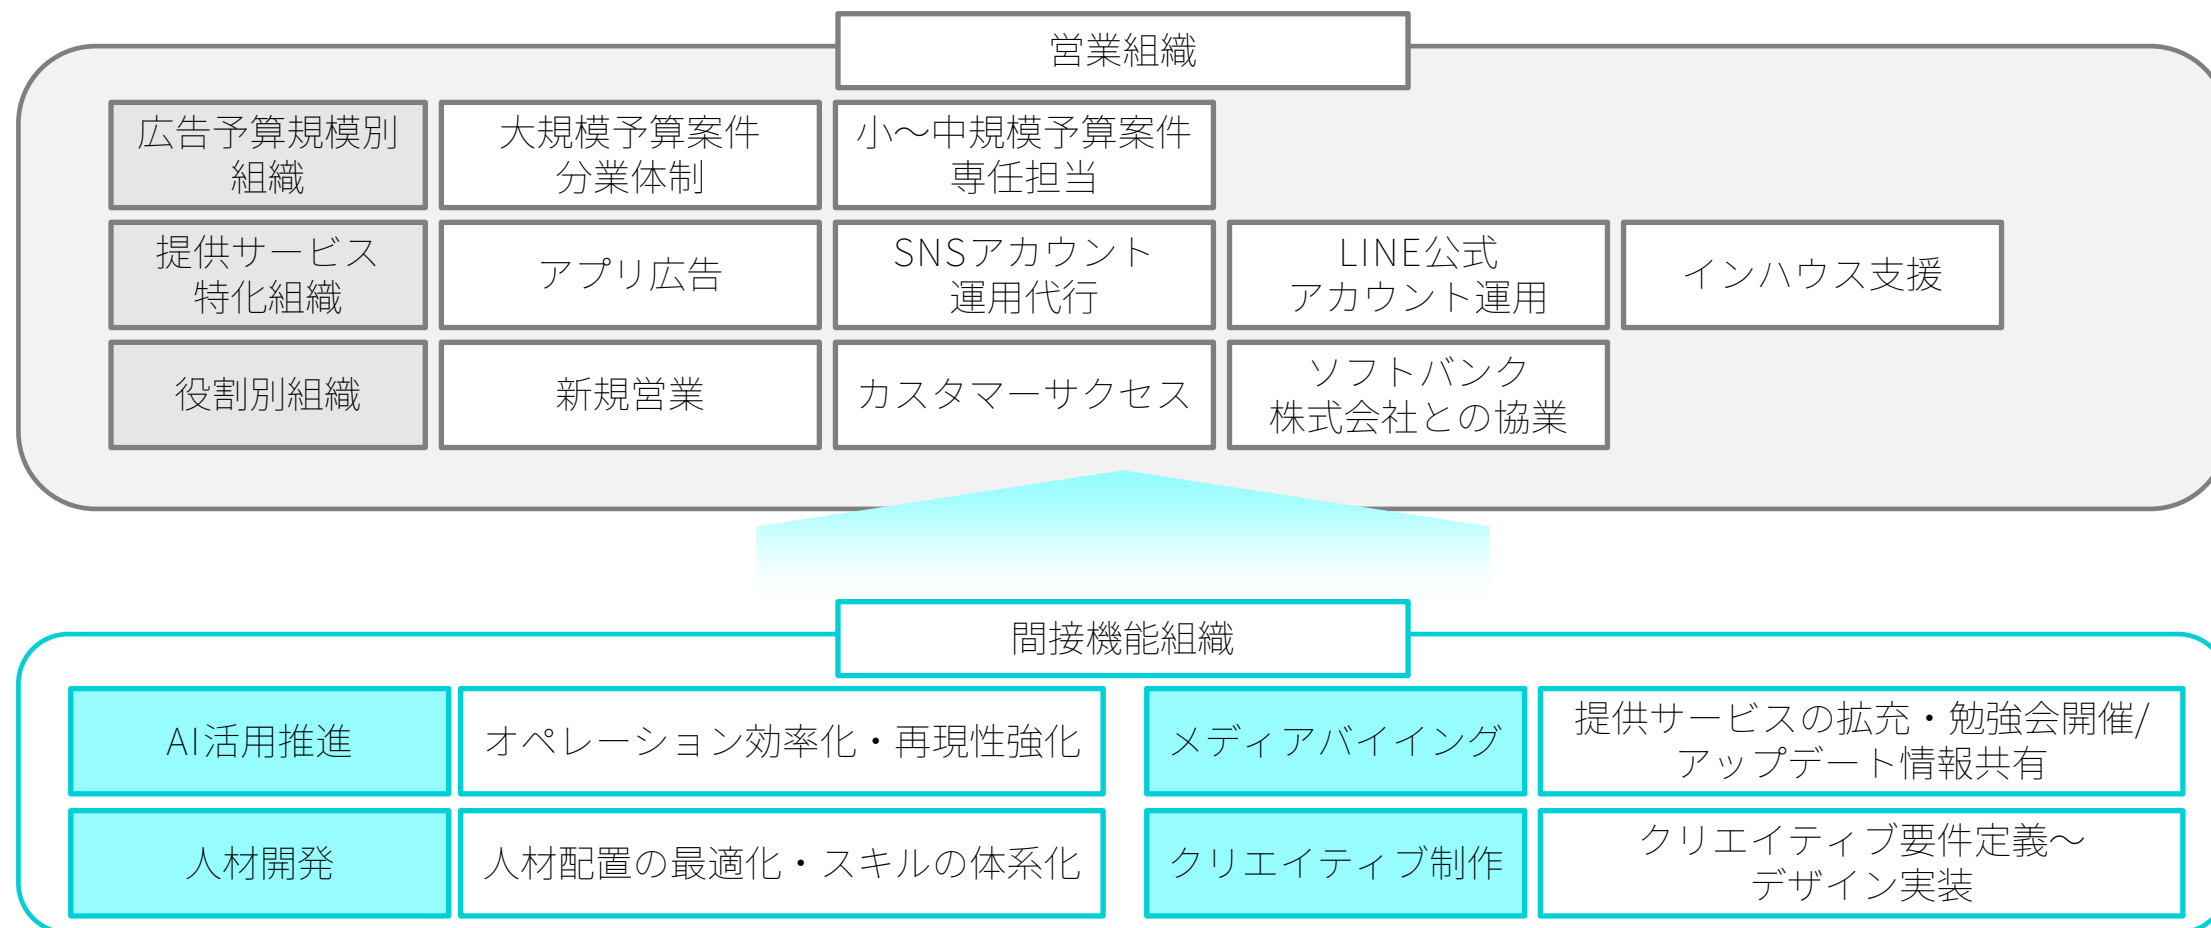 営業組織
広告予算規模別
組織
大規模予算案件
分業体制
小〜中規模予算案件
専任担当
提供サービス
特化組織
アプリ広告
SNSアカウント
運用代行
LINE公式
アカウント運用
インハウス支援
役割別組織
新規営業
カスタマーサクセス
ソフトバンク
株式会社との協業
間接機能組織
AI活用推進
オペレーション効率化・再現性強化
メディアバイイング
提供サービスの拡充・勉強会開催/
アップデート情報共有
人材開発
人材配置の最適化・スキルの体系化
クリエイティブ制作
クリエイティブ要件定義〜
デザイン実装